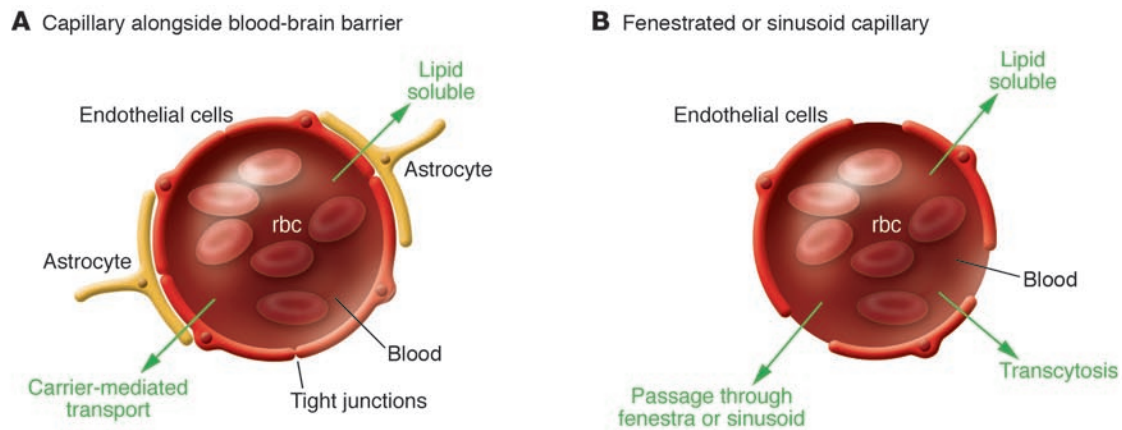 A Capillary alongside blood-brain barrier
Lipid
soluble
Endothelial cells
Astrocyte
rbc
Astrocyte
Blood
Carrier-mediated
transport
Tight junctions
B Fenestrated or sinusoid capillary
Lipid
soluble
Endothelial cells
rbc
Blood
Transcytosis
Passage through
fenestra or sinusoid